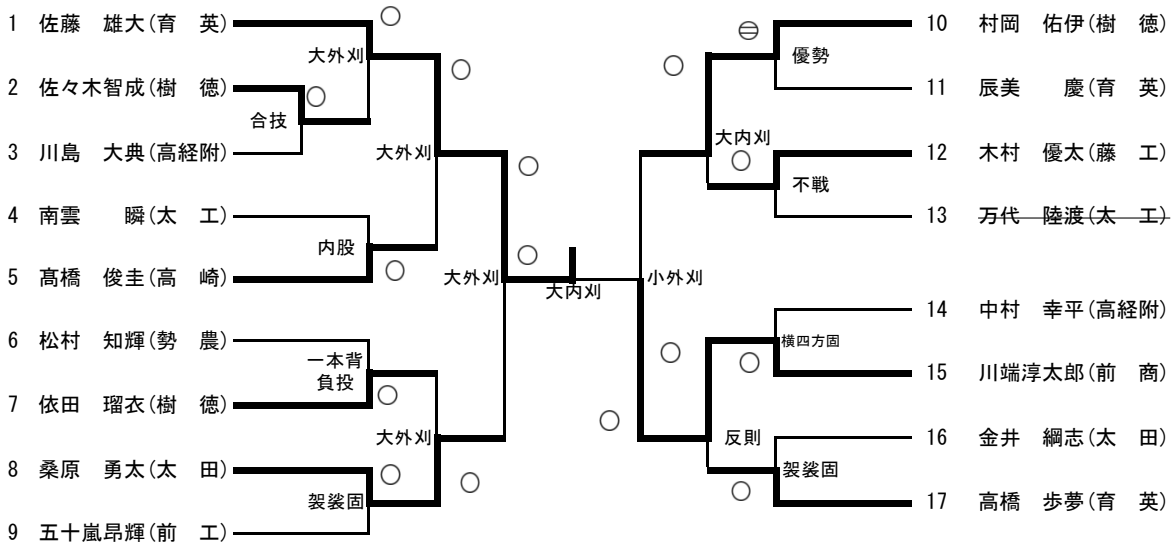 1 佐藤　雄大(育　英)
2 佐々木智成(樹　徳)
3 川島　大典(高経附)
4 南雲　　瞬(太　工)
5 髙橋　俊圭(高　崎)
6 松村　知輝(勢　農)
7 依田　瑠衣(樹　徳)
8 桑原　勇太(太　田)
9 五十嵐昂輝(前　工)
大外刈
合技
大外刈
内股
大外刈
一本背
負投
大外刈
袈裟固
大内刈
小外刈
優勢
大内刈
不戦
横四方固
反則
袈裟固
10 村岡　佑伊(樹　徳)
11 辰美　　慶(育　英)
12 木村　優太(藤　工)
13 万代　陸渡(太　工)
14 中村　幸平(高経附)
15 川端淳太郎(前　商)
16 金井　綱志(太　田)
17 高橋　歩夢(育　英)